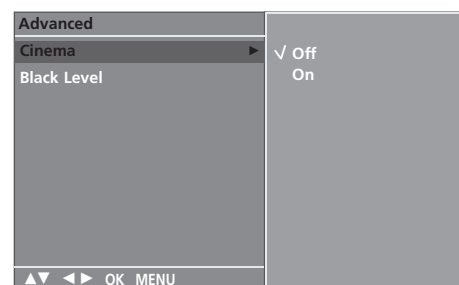 Advanced
Cinema ►
Black Level
√ Off
On
▲▼ ◄► OK MENU